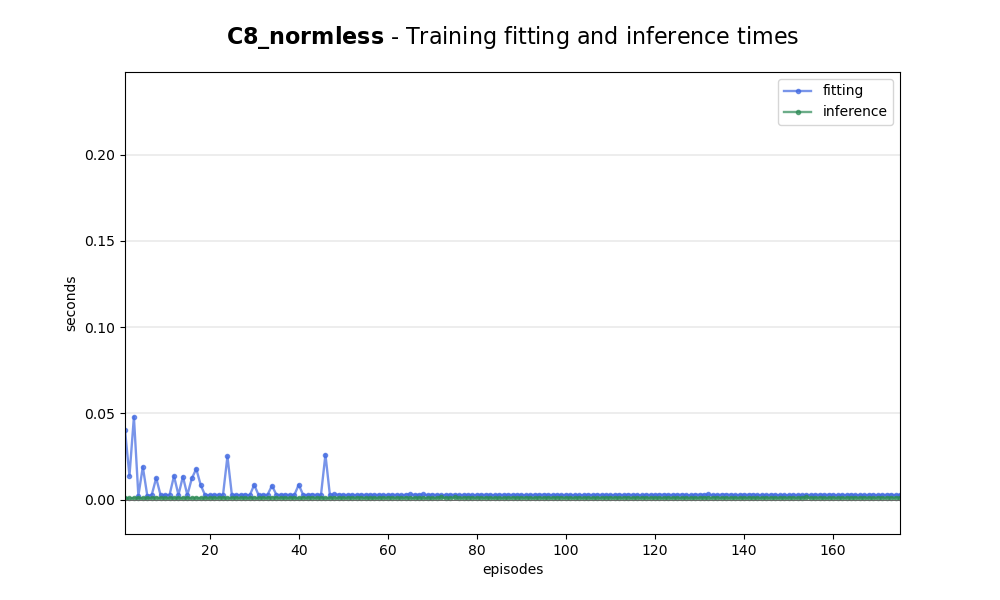 C8_normless - Training fitting and inference times
fitting
inference
0.20
0.15
0.10
0.05
0.00
seconds
20 40 60 80 100 120 140 160
episodes